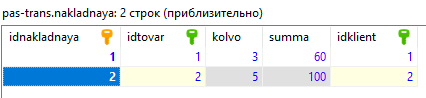 pas-trans.nakladnaya: 2 строк (приблизительно)
idnakladnaya idtovar kolvo summa idklient
1 1 3 60 1
2 2 5 100 2